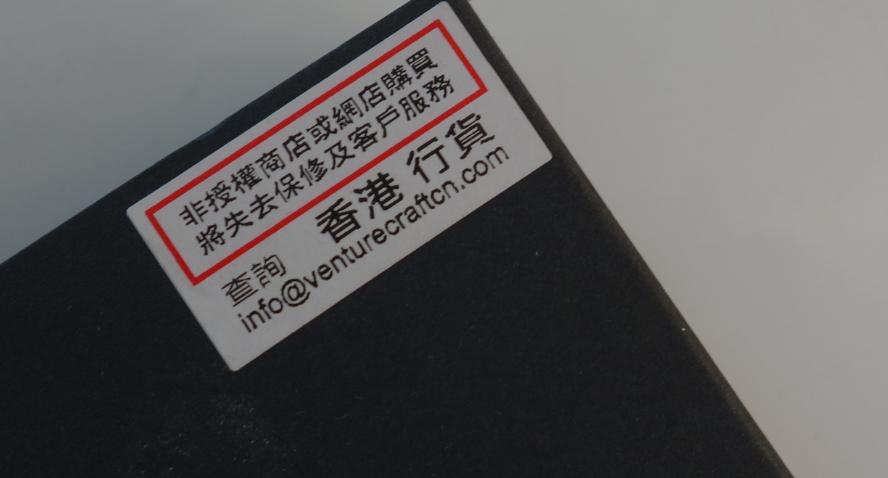 非授權商店或網店購買
將失去保修及客戶服務
香港 行貨
查詢
info@venturecraftcn.com